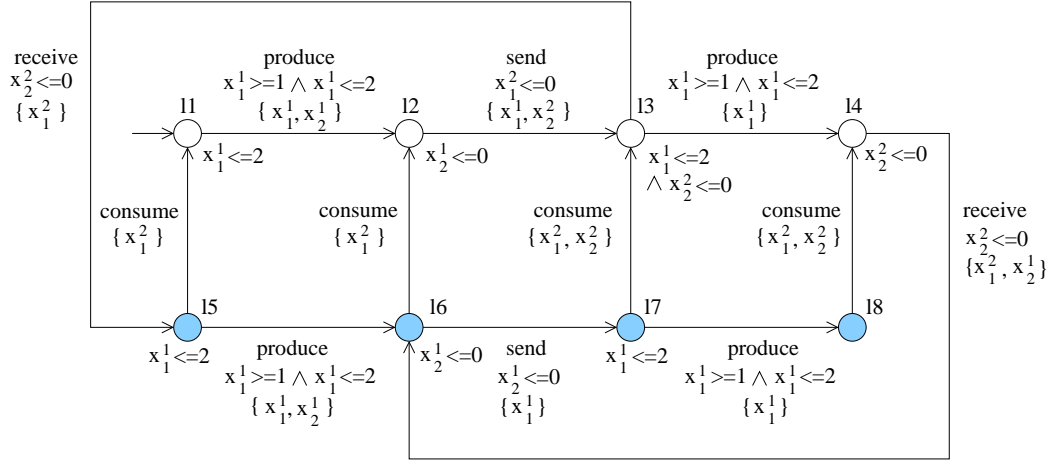 receive
x₂²<=0
{ x₁² }
produce
x₁¹>=1 ∧ x₁¹<=2
{ x₁¹, x₂¹ }
send
x₁²<=0
{ x₁¹, x₂² }
produce
x₁¹>=1 ∧ x₁¹<=2
{ x₁¹ }
l1
l2
l3
l4
x₁¹<=2
x₂¹<=0
x₁¹<=2
∧ x₂²<=0
x₂²<=0
consume
{ x₁² }
consume
{ x₁² }
consume
{ x₁², x₂² }
consume
{ x₁², x₂² }
receive
x₂²<=0
{x₁², x₂¹ }
l5
l6
l7
l8
x₁¹<=2
x₂¹<=0
x₁¹<=2
produce
x₁¹>=1 ∧ x₁¹<=2
{ x₁¹, x₂¹ }
send
x₂¹<=0
{ x₁¹ }
produce
x₁¹>=1 ∧ x₁¹<=2
{ x₁¹ }